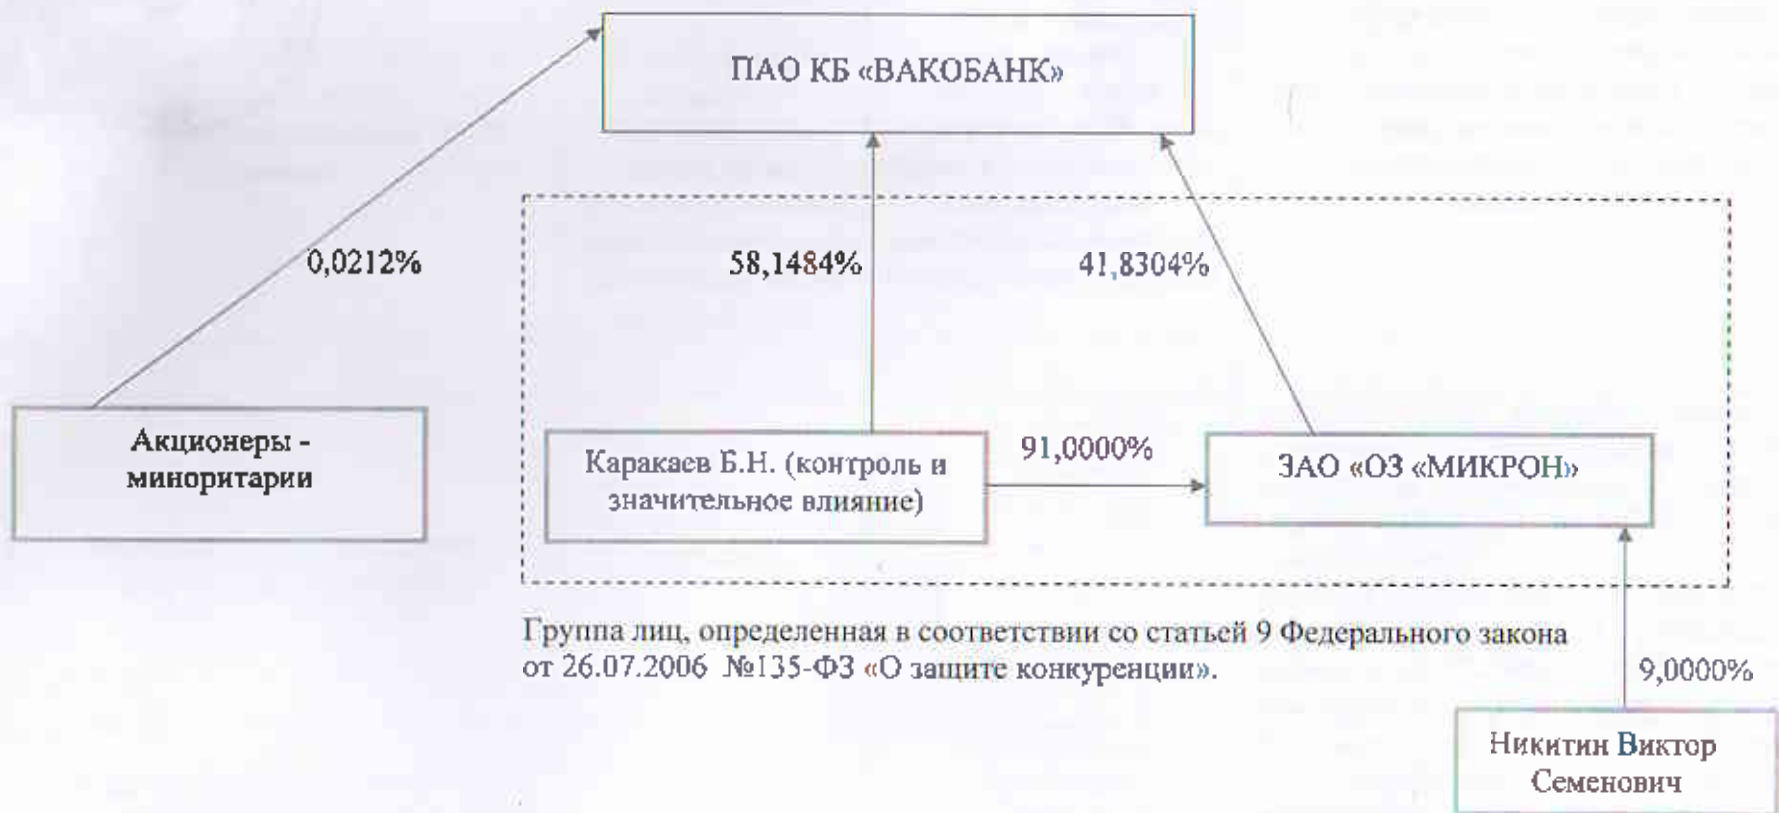 ПАО КБ «ВАКОБАНК»
0,0212%
58,1484%
41,8304%
Акционеры -
миноритарии
Каракаев Б.Н. (контроль и
значительное влияние)
91,0000%
ЗАО «ОЗ «МИКРОН»
Группа лиц, определенная в соответствии со статьей 9 Федерального закона
от 26.07.2006 №135-ФЗ «О защите конкуренции».
9,0000%
Никитин Виктор
Семенович